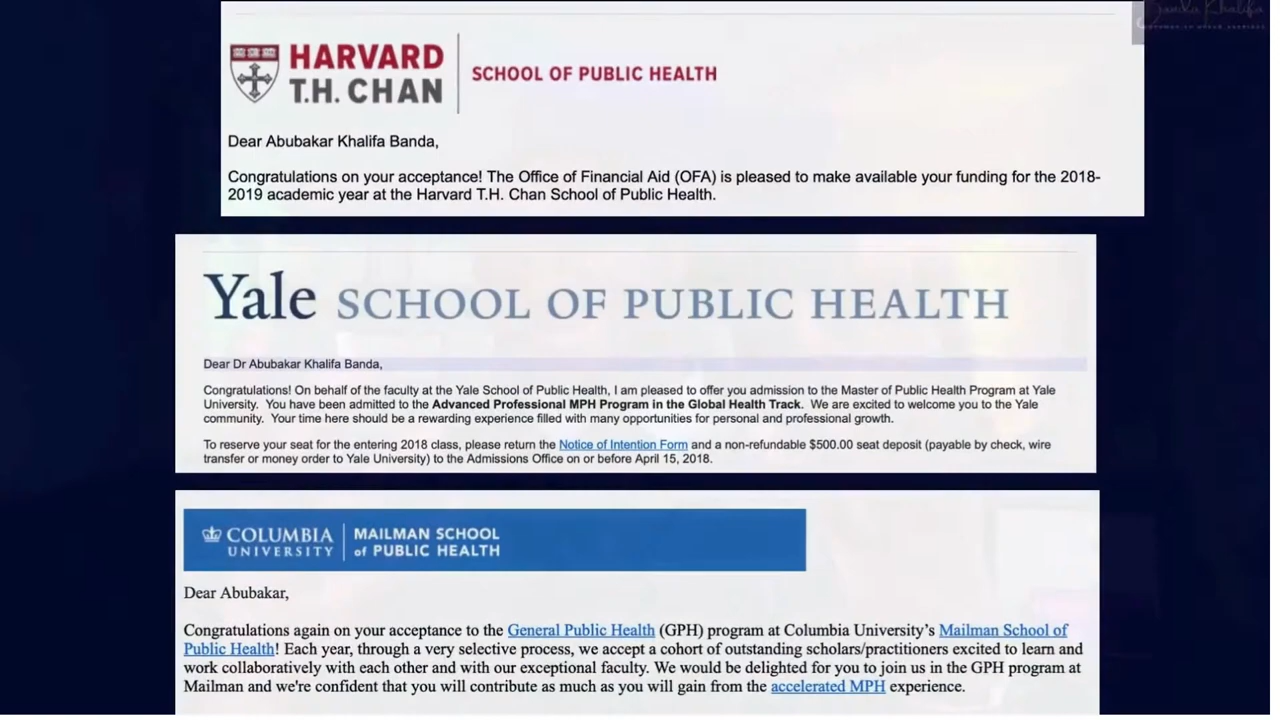 Banda Khalifa
HARVARD
T.H. CHAN
SCHOOL OF PUBLIC HEALTH
Dear Abubakar Khalifa Banda,
Congratulations on your acceptance! The Office of Financial Aid (OFA) is pleased to make available your funding for the 2018-
2019 academic year at the Harvard T.H. Chan School of Public Health.
Yale SCHOOL OF PUBLIC HEALTH
Dear Dr Abubakar Khalifa Banda,
Congratulations! On behalf of the faculty at the Yale School of Public Health, I am pleased to offer you admission to the Master of Public Health Program at Yale
University. You have been admitted to the Advanced Professional MPH Program in the Global Health Track. We are excited to welcome you to the Yale
community. Your time here should be a rewarding experience filled with many opportunities for personal and professional growth.
To reserve your seat for the entering 2018 class, please return the Notice of Intention Form and a non-refundable $500.00 seat deposit (payable by check, wire
transfer or money order to Yale University) to the Admissions Office on or before April 15, 2018.
COLUMBIA
UNIVERSITY
MAILMAN SCHOOL
of PUBLIC HEALTH
Dear Abubakar,
Congratulations again on your acceptance to the General Public Health (GPH) program at Columbia University’s Mailman School of
Public Health! Each year, through a very selective process, we accept a cohort of outstanding scholars/practitioners excited to learn and
work collaboratively with each other and with our exceptional faculty. We would be delighted for you to join us in the GPH program at
Mailman and we're confident that you will contribute as much as you will gain from the accelerated MPH experience.